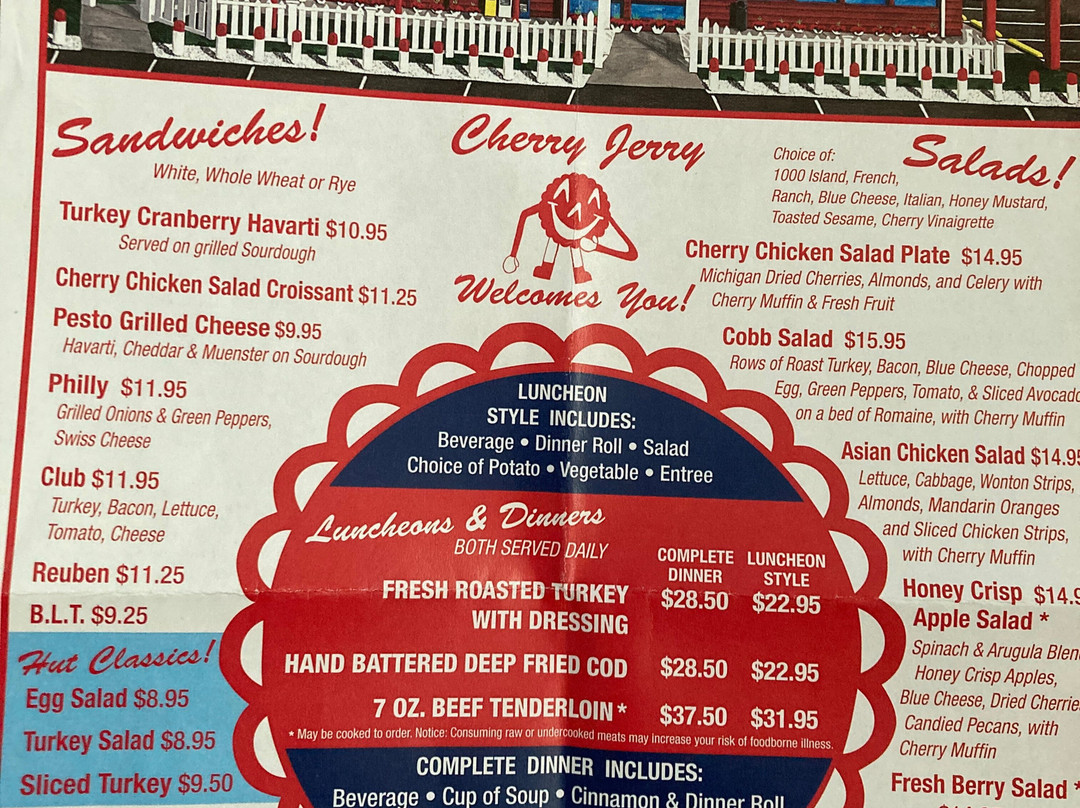 Sandwiches!
White, Whole Wheat or Rye
Turkey Cranberry Havarti $10.95
Served on grilled Sourdough
Cherry Chicken Salad Croissant $11.25
Pesto Grilled Cheese $9.95
Havarti, Cheddar & Muenster on Sourdough
Philly $11.95
Grilled Onions & Green Peppers,
Swiss Cheese
Club $11.95
Turkey, Bacon, Lettuce,
Tomato, Cheese
Reuben $11.25
B.L.T. $9.25
Hut Classics!
Egg Salad $8.95
Turkey Salad $8.95
Sliced Turkey $9.50
Cherry Jerry
Welcomes You!
LUNCHEON
STYLE INCLUDES:
Beverage • Dinner Roll • Salad
Choice of Potato • Vegetable • Entree
Luncheons & Dinners
BOTH SERVED DAILY
COMPLETE LUNCHEON
DINNER STYLE
FRESH ROASTED TURKEY $28.50 $22.95
WITH DRESSING
HAND BATTERED DEEP FRIED COD $28.50 $22.95
7 OZ. BEEF TENDERLOIN* $37.50 $31.95
* May be cooked to order. Notice: Consuming raw or undercooked meats may increase your risk of foodborne illness.
COMPLETE DINNER INCLUDES:
Beverage • Cup of Soup • Cinnamon & Dinner Roll
Salads!
Choice of:
1000 Island, French,
Ranch, Blue Cheese, Italian, Honey Mustard,
Toasted Sesame, Cherry Vinaigrette
Cherry Chicken Salad Plate $14.95
Michigan Dried Cherries, Almonds, and Celery with
Cherry Muffin & Fresh Fruit
Cobb Salad $15.95
Rows of Roast Turkey, Bacon, Blue Cheese, Chopped
Egg, Green Peppers, Tomato, & Sliced Avocado
on a bed of Romaine, with Cherry Muffin
Asian Chicken Salad $14.95
Lettuce, Cabbage, Wonton Strips,
Almonds, Mandarin Oranges
and Sliced Chicken Strips,
with Cherry Muffin
Honey Crisp $14.9
Apple Salad *
Spinach & Arugula Blen
Honey Crisp Apples,
Blue Cheese, Dried Cherries
Candied Pecans, with
Cherry Muffin
Fresh Berry Salad *